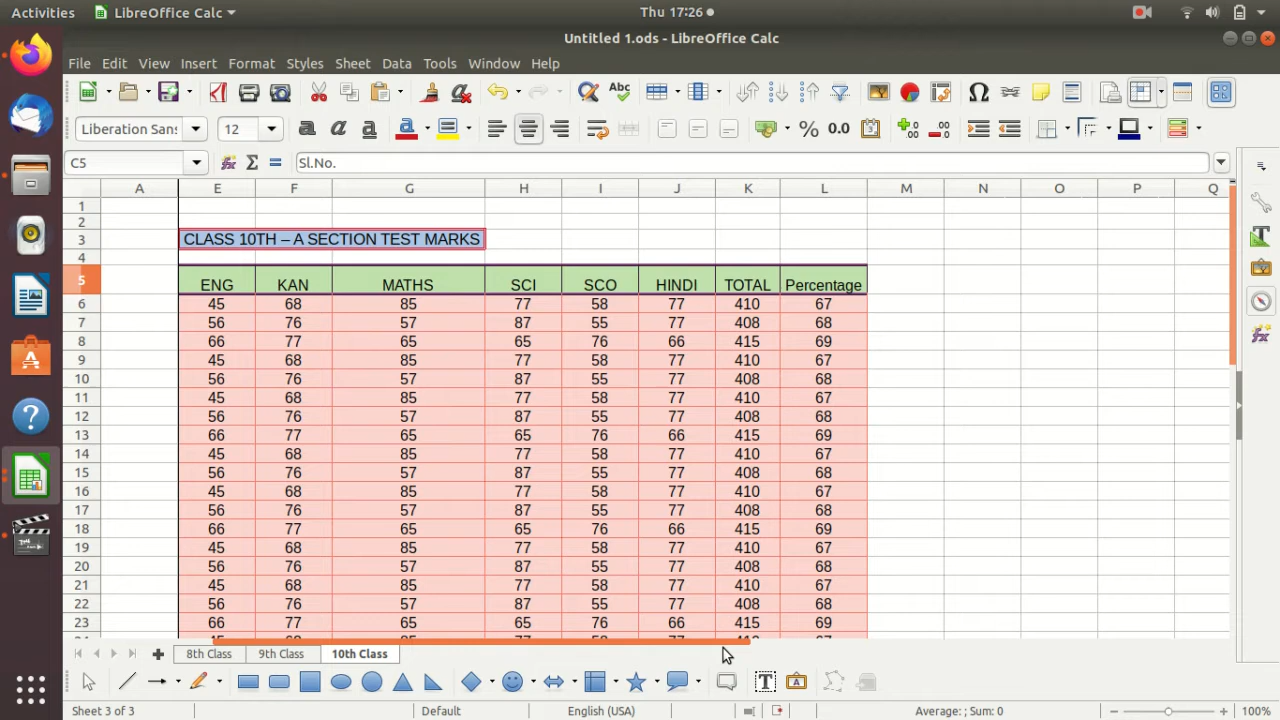 Activities LibreOffice Calc Thu 17:26
Untitled 1.ods - LibreOffice Calc
File Edit View Insert Format Styles Sheet Data Tools Window Help
Liberation Sans 12
C5 Sl.No.
A E F G H I J K L M N O P Q
1
2
3 CLASS 10TH – A SECTION TEST MARKS
4
5 ENG KAN MATHS SCI SCO HINDI TOTAL Percentage
6 45 68 85 77 58 77 410 67
7 56 76 57 87 55 77 408 68
8 66 77 65 65 76 66 415 69
9 45 68 85 77 58 77 410 67
10 56 76 57 87 55 77 408 68
11 45 68 85 77 58 77 410 67
12 56 76 57 87 55 77 408 68
13 66 77 65 65 76 66 415 69
14 45 68 85 77 58 77 410 67
15 56 76 57 87 55 77 408 68
16 45 68 85 77 58 77 410 67
17 56 76 57 87 55 77 408 68
18 66 77 65 65 76 66 415 69
19 45 68 85 77 58 77 410 67
20 56 76 57 87 55 77 408 68
21 45 68 85 77 58 77 410 67
22 56 76 57 87 55 77 408 68
23 66 77 65 65 76 66 415 69
8th Class 9th Class 10th Class
Sheet 3 of 3 Default English (USA) Average: ; Sum: 0 100%